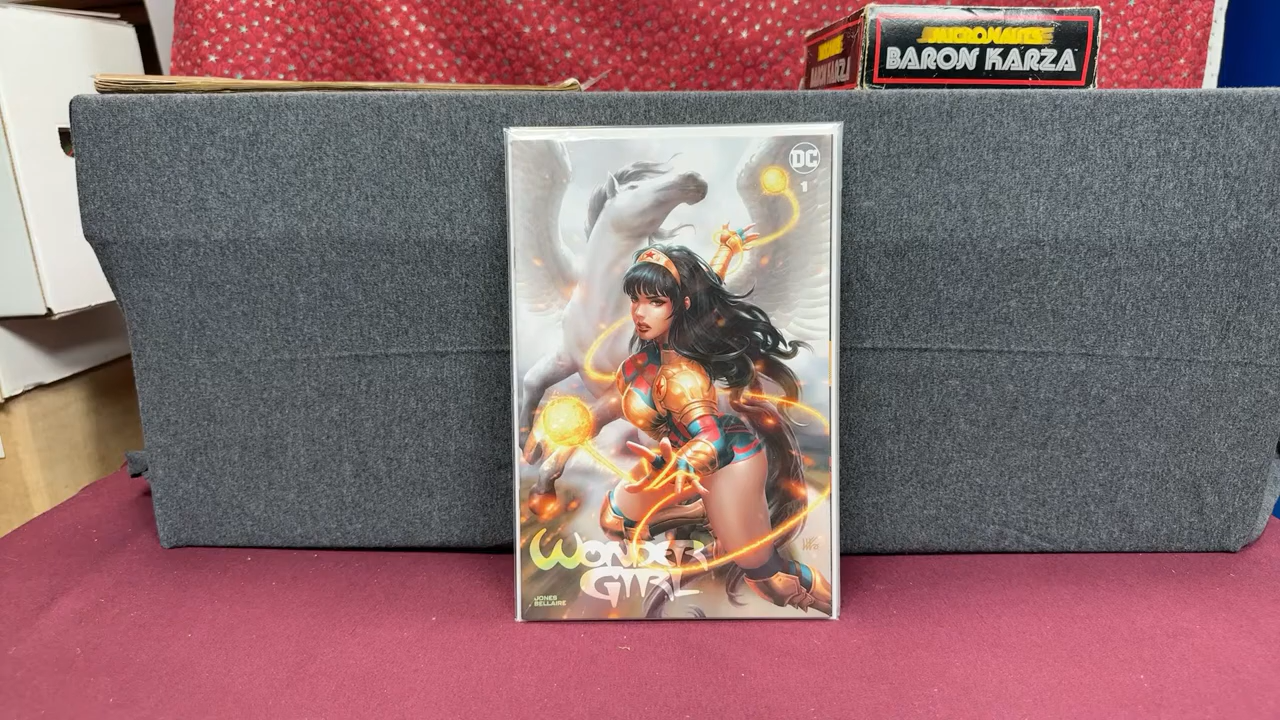 MICRONAUTS
BARON KARZA
DC
1
WONDER
GIRL
JONES
BELLAIRE